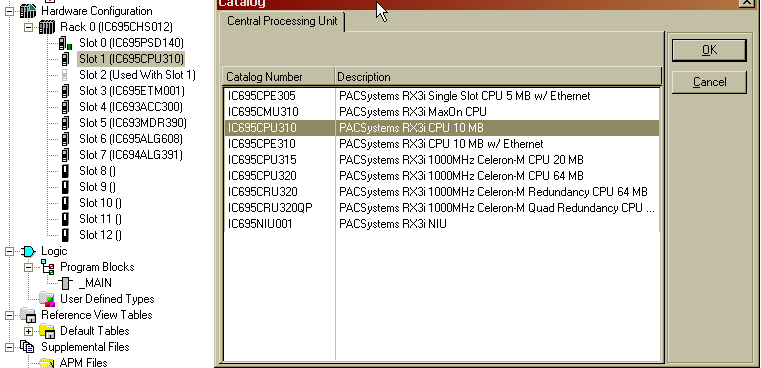 Hardware Configuration
Rack 0 (IC695CHS012)
Slot 0 (IC695PSD140)
Slot 1 (IC695CPU310)
Slot 2 (Used With Slot 1)
Slot 3 (IC695ETM001)
Slot 4 (IC693ACC300)
Slot 5 (IC693MDR390)
Slot 6 (IC695ALG608)
Slot 7 (IC694ALG391)
Slot 8 ()
Slot 9 ()
Slot 10 ()
Slot 11 ()
Slot 12 ()
Logic
Program Blocks
_MAIN
User Defined Types
Reference View Tables
Default Tables
Supplemental Files
APM Files
Catalog
Central Processing Unit
Catalog Number Description
IC695CPE305 PACSystems RX3i Single Slot CPU 5 MB w/ Ethernet
IC695CMU310 PACSystems RX3i MaxOn CPU
IC695CPU310 PACSystems RX3i CPU 10 MB
IC695CPE310 PACSystems RX3i CPU 10 MB w/ Ethernet
IC695CPU315 PACSystems RX3i 1000MHz Celeron-M CPU 20 MB
IC695CPU320 PACSystems RX3i 1000MHz Celeron-M CPU 64 MB
IC695CRU320 PACSystems RX3i 1000MHz Celeron-M Redundancy CPU 64 MB
IC695CRU320QP PACSystems RX3i 1000MHz Celeron-M Quad Redundancy CPU ...
IC695NIU001 PACSystems RX3i NIU
OK
Cancel